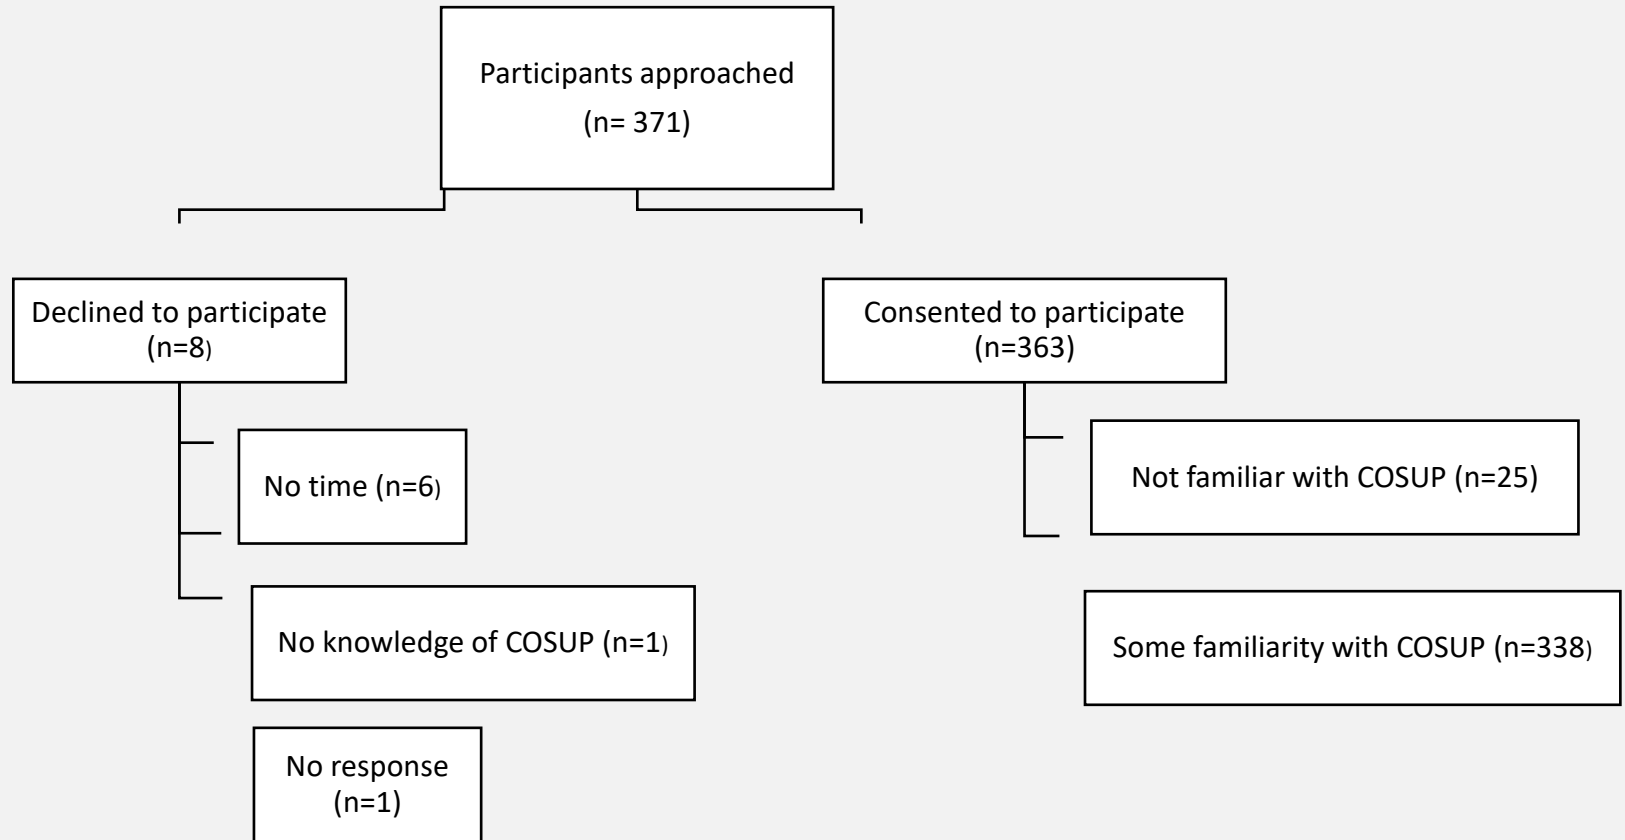 Participants approached
(n= 371)
Declined to participate
(n=8)
Consented to participate
(n=363)
No time (n=6)
Not familiar with COSUP (n=25)
No knowledge of COSUP (n=1)
Some familiarity with COSUP (n=338)
No response
(n=1)